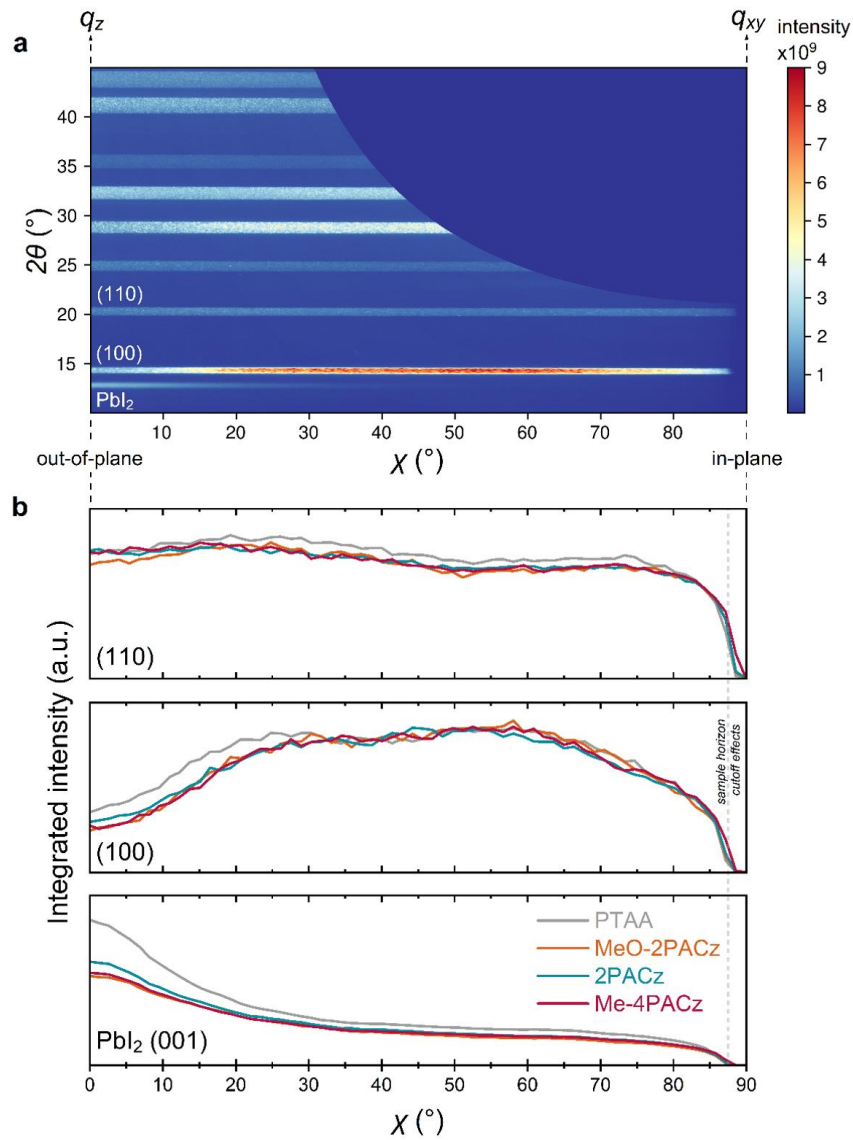 q_z
q_xy
a
intensity
x10⁹
2θ (°)
40
35
30
25
20
15
(110)
(100)
PbI₂
9
8
7
6
5
4
3
2
1
10 20 30 40 50 60 70 80
out-of-plane
χ (°)
in-plane
b
Integrated intensity (a.u.)
(110)
(100)
sample horizon
cutoff effects
PTAA
MeO-2PACz
2PACz
Me-4PACz
PbI₂ (001)
0 10 20 30 40 50 60 70 80 90
χ (°)